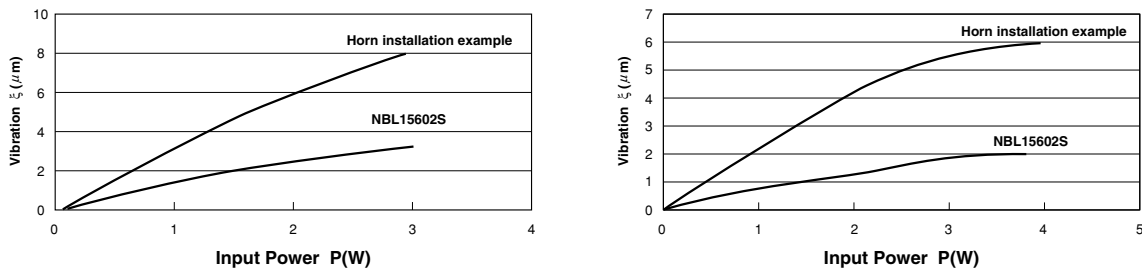 10
8
6
4
2
0
Vibration ξ (μm)
Horn installation example
NBL15602S
0 1 2 3 4
Input Power P(W)
7
6
5
4
3
2
1
0
Vibration ξ (μm)
Horn installation example
NBL15602S
0 1 2 3 4 5
Input Power P(W)